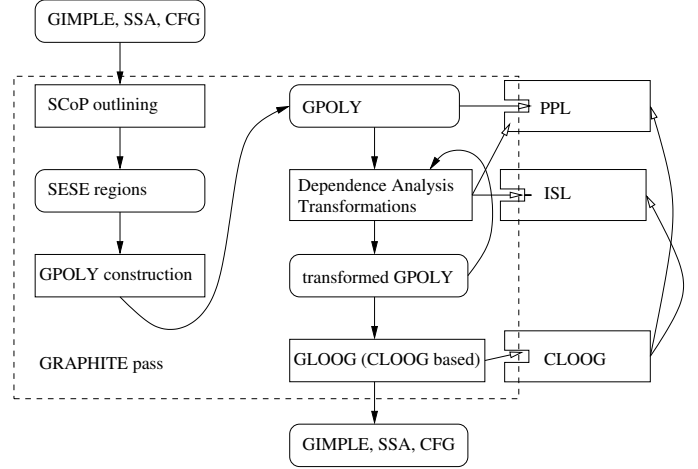 GIMPLE, SSA, CFG
SCoP outlining
SESE regions
GPOLY construction
GRAPHITE pass
GPOLY
Dependence Analysis
Transformations
transformed GPOLY
GLOOG (CLOOG based)
GIMPLE, SSA, CFG
PPL
ISL
CLOOG